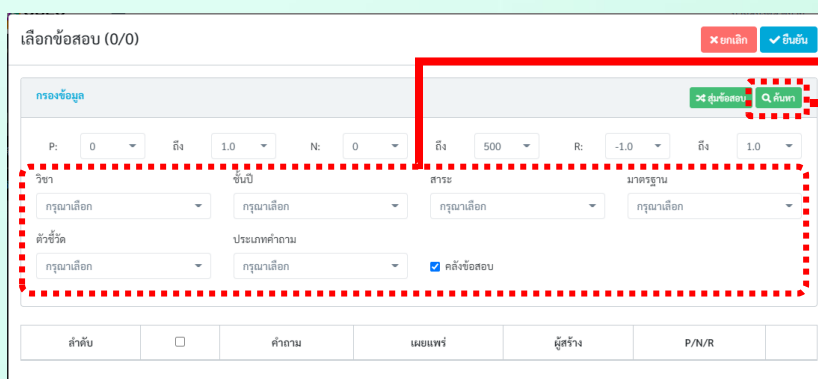 เลือกข้อสอบ (0/0) ยกเลิก ยืนยัน
กรองข้อมูล สุ่มข้อสอบ ค้นหา
P: 0 ถึง 1.0 N: 0 ถึง 500 R: -1.0 ถึง 1.0
วิชา ชั้นปี สาระ มาตรฐาน
กรุณาเลือก กรุณาเลือก กรุณาเลือก กรุณาเลือก
ตัวชี้วัด ประเภทคำถาม
กรุณาเลือก กรุณาเลือก คลังข้อสอบ
ลำดับ คำถาม เผยแพร่ ผู้สร้าง P/N/R